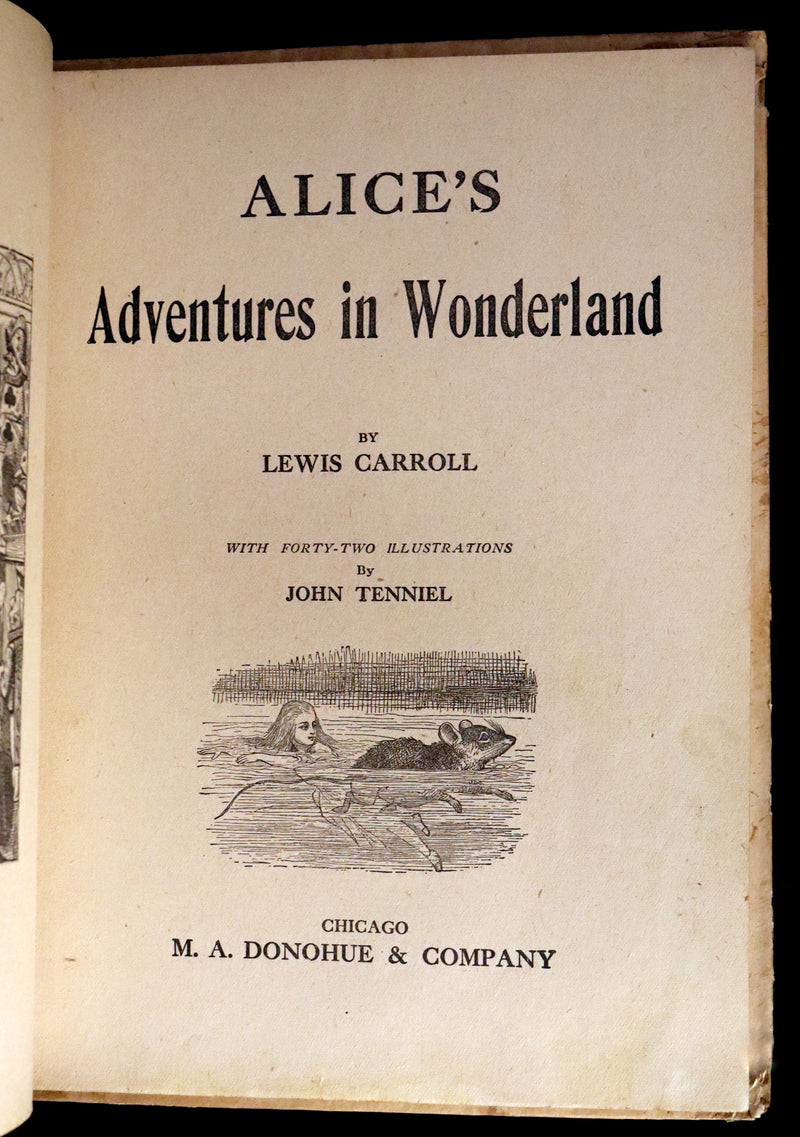 ALICE'S
Adventures in Wonderland
BY
LEWIS CARROLL
WITH FORTY-TWO ILLUSTRATIONS
By
JOHN TENNIEL
CHICAGO
M. A. DONOHUE & COMPANY